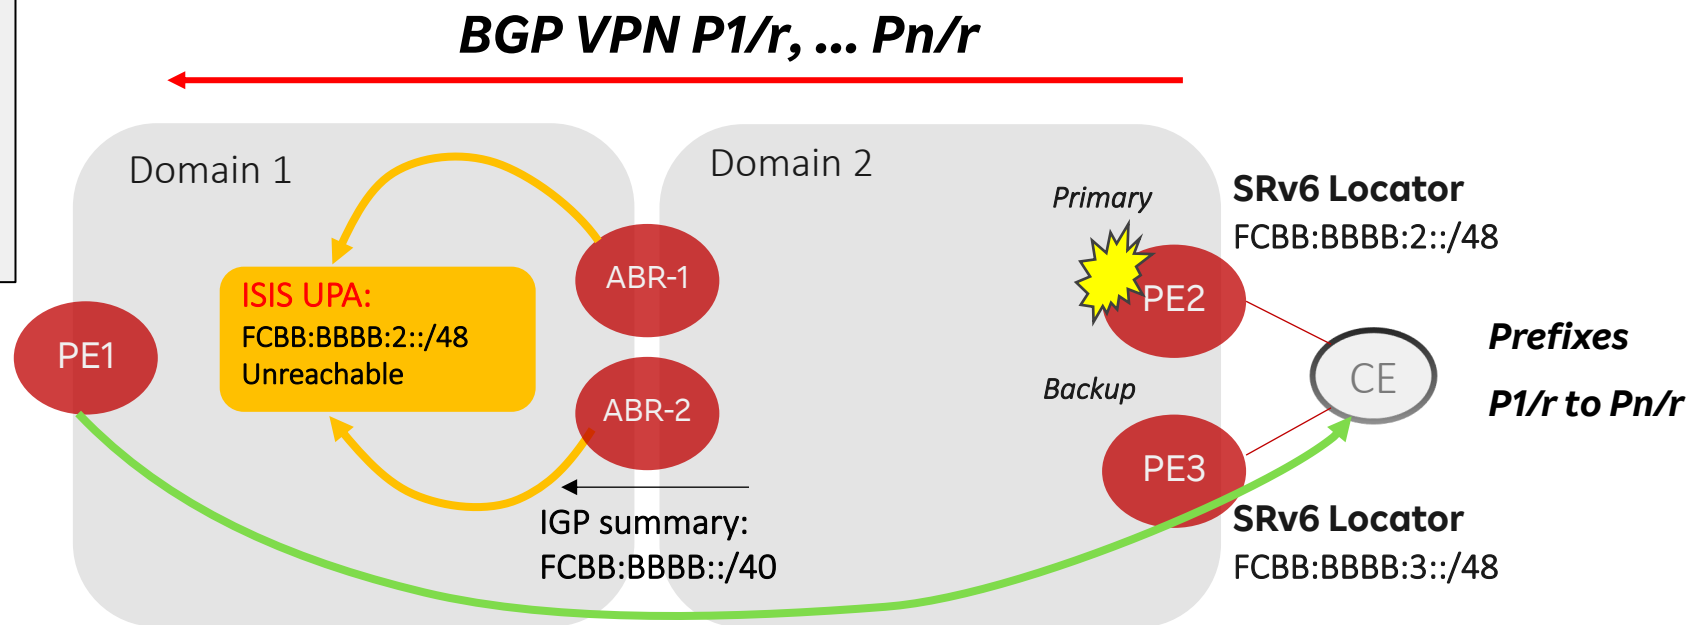 BGP VPN P1/r, ... Pn/r
Domain 1
Domain 2
Primary
SRv6 Locator
FCBB:BBBB:2::/48
ABR-1
PE2
ISIS UPA:
FCBB:BBBB:2::/48
Unreachable
PE1
Prefixes
P1/r to Pn/r
CE
Backup
ABR-2
PE3
IGP summary:
FCBB:BBBB::/40
SRv6 Locator
FCBB:BBBB:3::/48